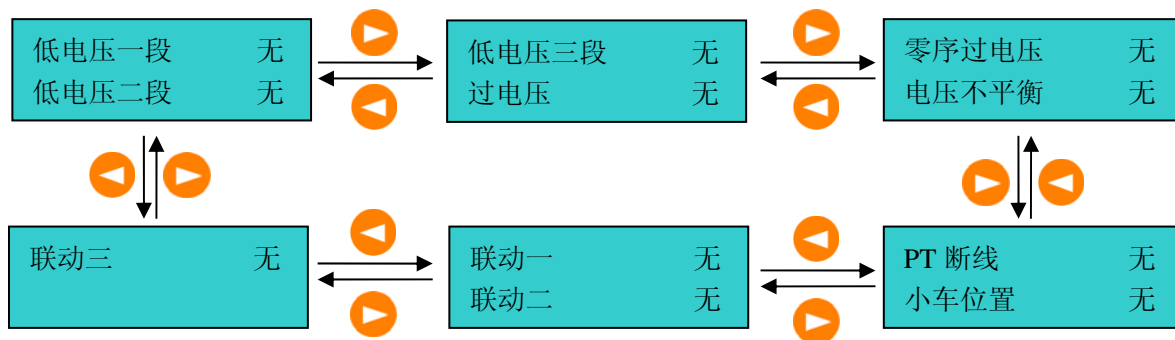 低电压一段 无
低电压二段 无
低电压三段 无
过电压 无
零序过电压 无
电压不平衡 无
联动三 无
联动一 无
联动二 无
PT 断线 无
小车位置 无